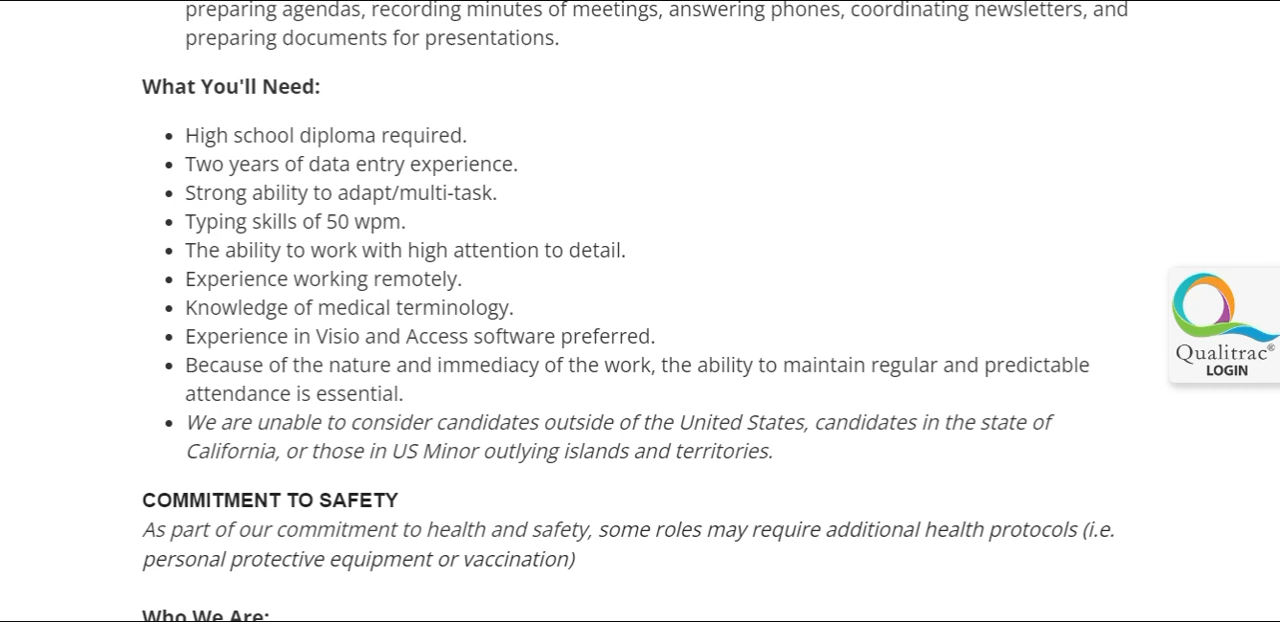 preparing agendas, recording minutes of meetings, answering phones, coordinating newsletters, and
preparing documents for presentations.
What You'll Need:
• High school diploma required.
• Two years of data entry experience.
• Strong ability to adapt/multi-task.
• Typing skills of 50 wpm.
• The ability to work with high attention to detail.
• Experience working remotely.
• Knowledge of medical terminology.
• Experience in Visio and Access software preferred.
• Because of the nature and immediacy of the work, the ability to maintain regular and predictable
attendance is essential.
• We are unable to consider candidates outside of the United States, candidates in the state of
California, or those in US Minor outlying islands and territories.
COMMITMENT TO SAFETY
As part of our commitment to health and safety, some roles may require additional health protocols (i.e.
personal protective equipment or vaccination)
Who We Are:
Qualitrac®
LOGIN